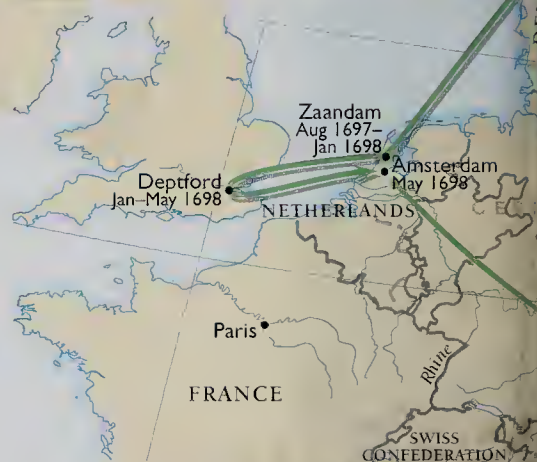 Zaandam
Aug 1697–
Jan 1698
Amsterdam
May 1698
Deptford
Jan–May 1698
NETHERLANDS
Paris
Rhine
FRANCE
SWISS
CONFEDERATION